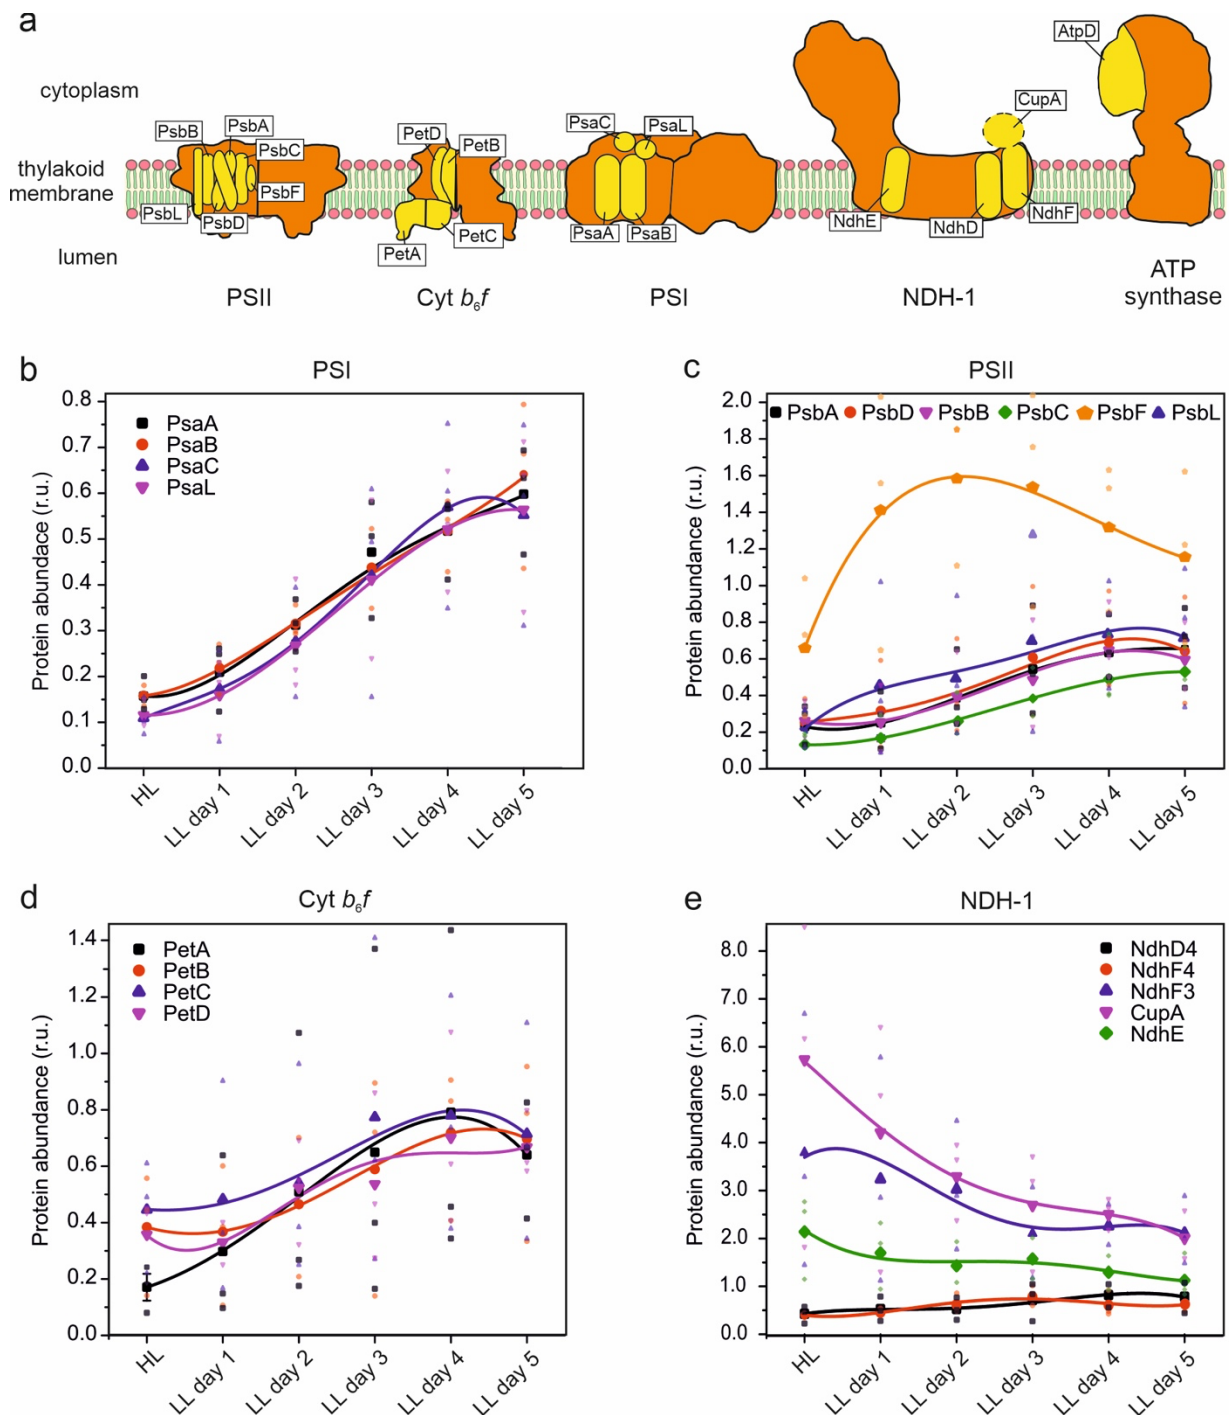 a
cytoplasm
thylakoid
membrane
lumen
PsbB
PsbA
PsbC
PsbF
PsbL
PsbD
PetD
PetB
PetA
PetC
PsaC
PsaL
PsaA
PsaB
NdhE
NdhD
NdhF
CupA
AtpD
PSII
Cyt b₆f
PSI
NDH-1
ATP
synthase
b
PSI
Protein abundace (r.u.)
0.8
0.7
0.6
0.5
0.4
0.3
0.2
0.1
0.0
PsaA
PsaB
PsaC
PsaL
HL
LL day 1
LL day 2
LL day 3
LL day 4
LL day 5
c
PSII
Protein abundance (r.u.)
2.0
1.8
1.6
1.4
1.2
1.0
0.8
0.6
0.4
0.2
0.0
PsbA PsbD PsbB PsbC PsbF PsbL
HL
LL day 1
LL day 2
LL day 3
LL day 4
LL day 5
d
Cyt b₆f
Protein abundance (r.u.)
1.4
1.2
1.0
0.8
0.6
0.4
0.2
0.0
PetA
PetB
PetC
PetD
HL
LL day 1
LL day 2
LL day 3
LL day 4
LL day 5
e
NDH-1
Protein abundance (r.u.)
8.0
7.0
6.0
5.0
4.0
3.0
2.0
1.0
0.0
NdhD4
NdhF4
NdhF3
CupA
NdhE
HL
LL day 1
LL day 2
LL day 3
LL day 4
LL day 5